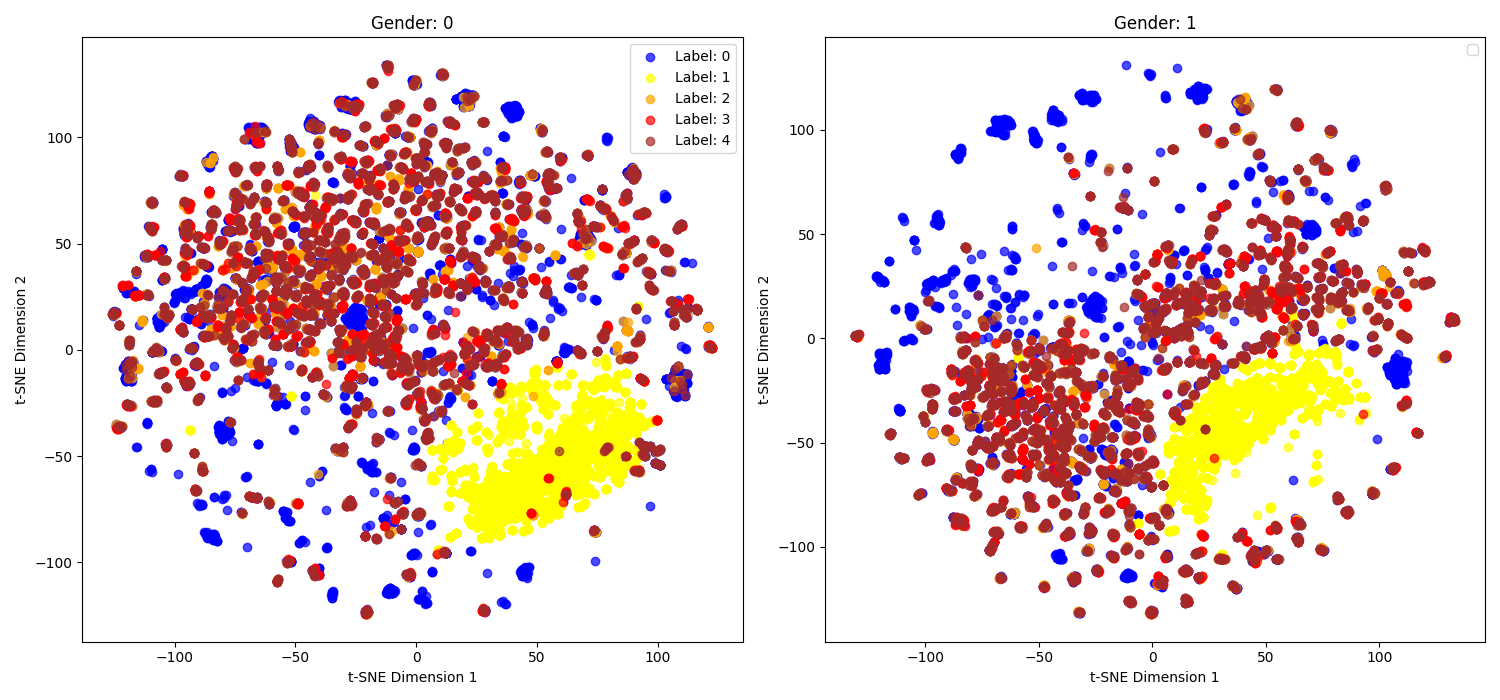 Gender: 0
Label: 0
Label: 1
Label: 2
Label: 3
Label: 4
100
50
0
−50
−100
t-SNE Dimension 2
−100
−50
0
50
100
t-SNE Dimension 1
Gender: 1
100
50
0
−50
−100
t-SNE Dimension 2
−100
−50
0
50
100
t-SNE Dimension 1